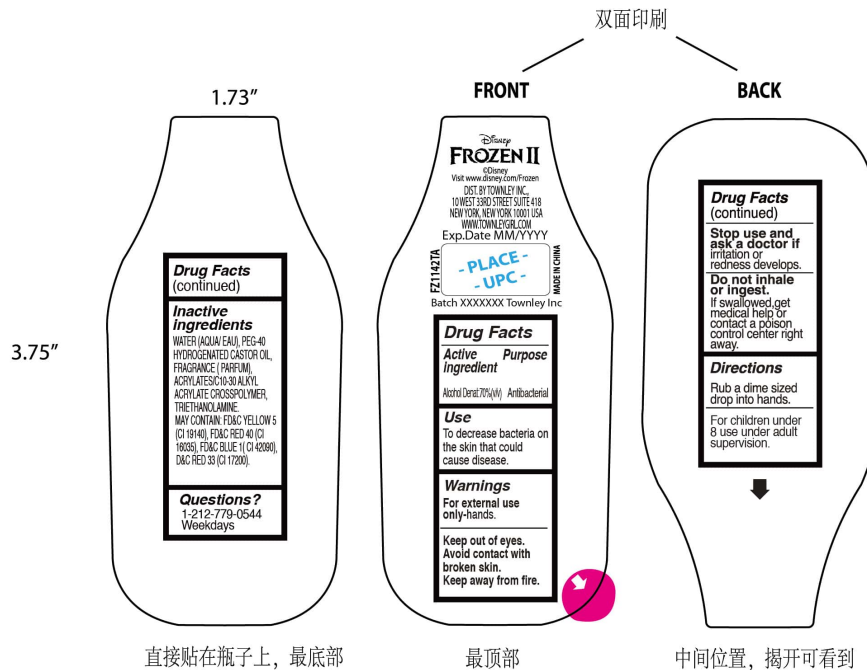 双面印刷
1.73”
FRONT
BACK
3.75”
Drug Facts
(continued)
Inactive
ingredients
WATER (AQUA/ EAU), PEG-40
HYDROGENATED CASTOR OIL,
FRAGRANCE ( PARFUM),
ACRYLATES/C10-30 ALKYL
ACRYLATE CROSSPOLYMER,
TRIETHANOLAMINE.
MAY CONTAIN: FD&C YELLOW 5
(CI 19140), FD&C RED 40 (CI
16035), FD&C BLUE 1( CI 42090),
D&C RED 33 (CI 17200).
Questions?
1-212-779-0544
Weekdays
直接贴在瓶子上，最底部
Disney
FROZEN II
©Disney
Visit www.disney.com/Frozen
DIST. BY TOWNLEY INC.,
10 WEST 33RD STREET SUITE 418
NEW YORK, NEW YORK 10001 USA
WWW.TOWNLEYGIRL.COM
Exp.Date MM/YYYY
FZ1142TA
- PLACE -
- UPC -
MADE IN CHINA
Batch XXXXXXX Townley Inc
Drug Facts
Active Purpose
ingredient
Alcohol Denat.70%(v/v) Antibacterial
Use
To decrease bacteria on
the skin that could
cause disease.
Warnings
For external use
only-hands.
Keep out of eyes.
Avoid contact with
broken skin.
Keep away from fire.
最顶部
Drug Facts
(continued)
Stop use and
ask a doctor if
irritation or
redness develops.
Do not inhale
or ingest.
If swallowed,get
medical help or
contact a poison
control center right
away.
Directions
Rub a dime sized
drop into hands.
For children under
8 use under adult
supervision.
中间位置，揭开可看到